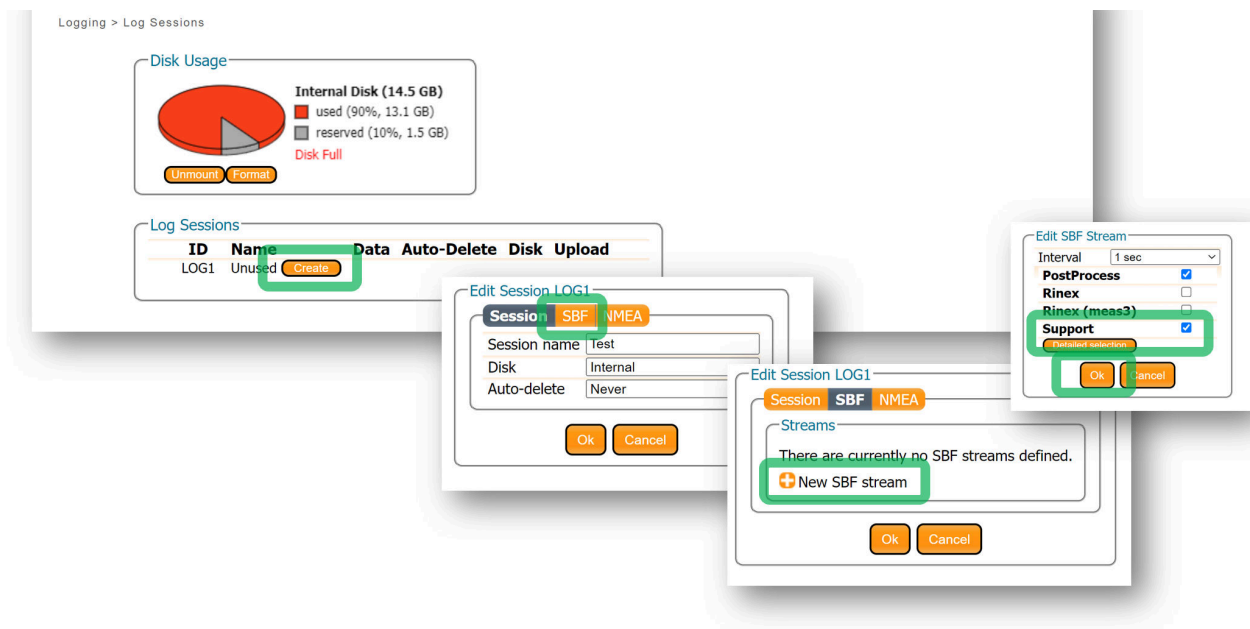 Logging > Log Sessions
Disk Usage
Internal Disk (14.5 GB)
used (90%, 13.1 GB)
reserved (10%, 1.5 GB)
Disk Full
Unmount Format
Log Sessions
ID Name Data Auto-Delete Disk Upload
LOG1 Unused Create
Edit Session LOG1
Session SBF NMEA
Session name Test
Disk Internal
Auto-delete Never
Ok Cancel
Edit Session LOG1
Session SBF NMEA
Streams
There are currently no SBF streams defined.
New SBF stream
Ok Cancel
Edit SBF Stream
Interval 1 sec
PostProcess
Rinex
Rinex (meas3)
Support
Detailed selection
Ok Cancel